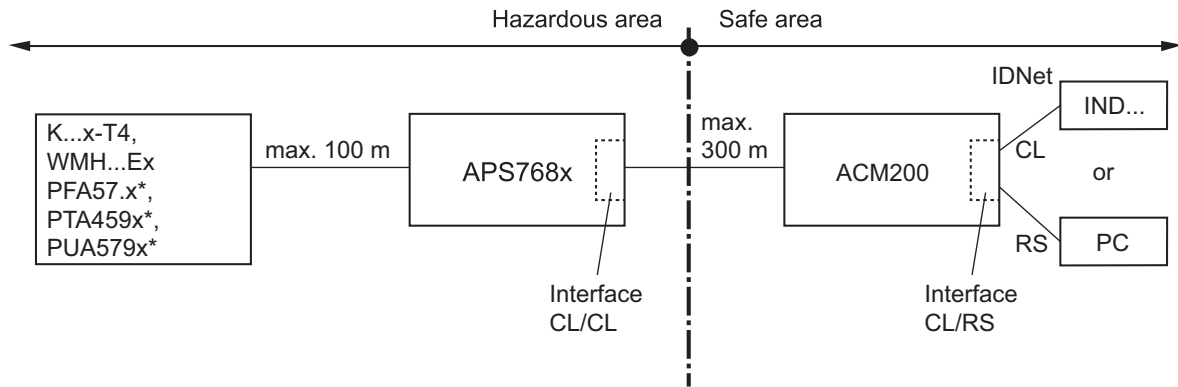 Hazardous area
Safe area
K...x-T4,
WMH...Ex
PFA57.x*,
PTA459x*,
PUA579x*
max. 100 m
APS768x
max.
300 m
ACM200
IDNet
CL
IND...
or
RS
PC
Interface
CL/CL
Interface
CL/RS